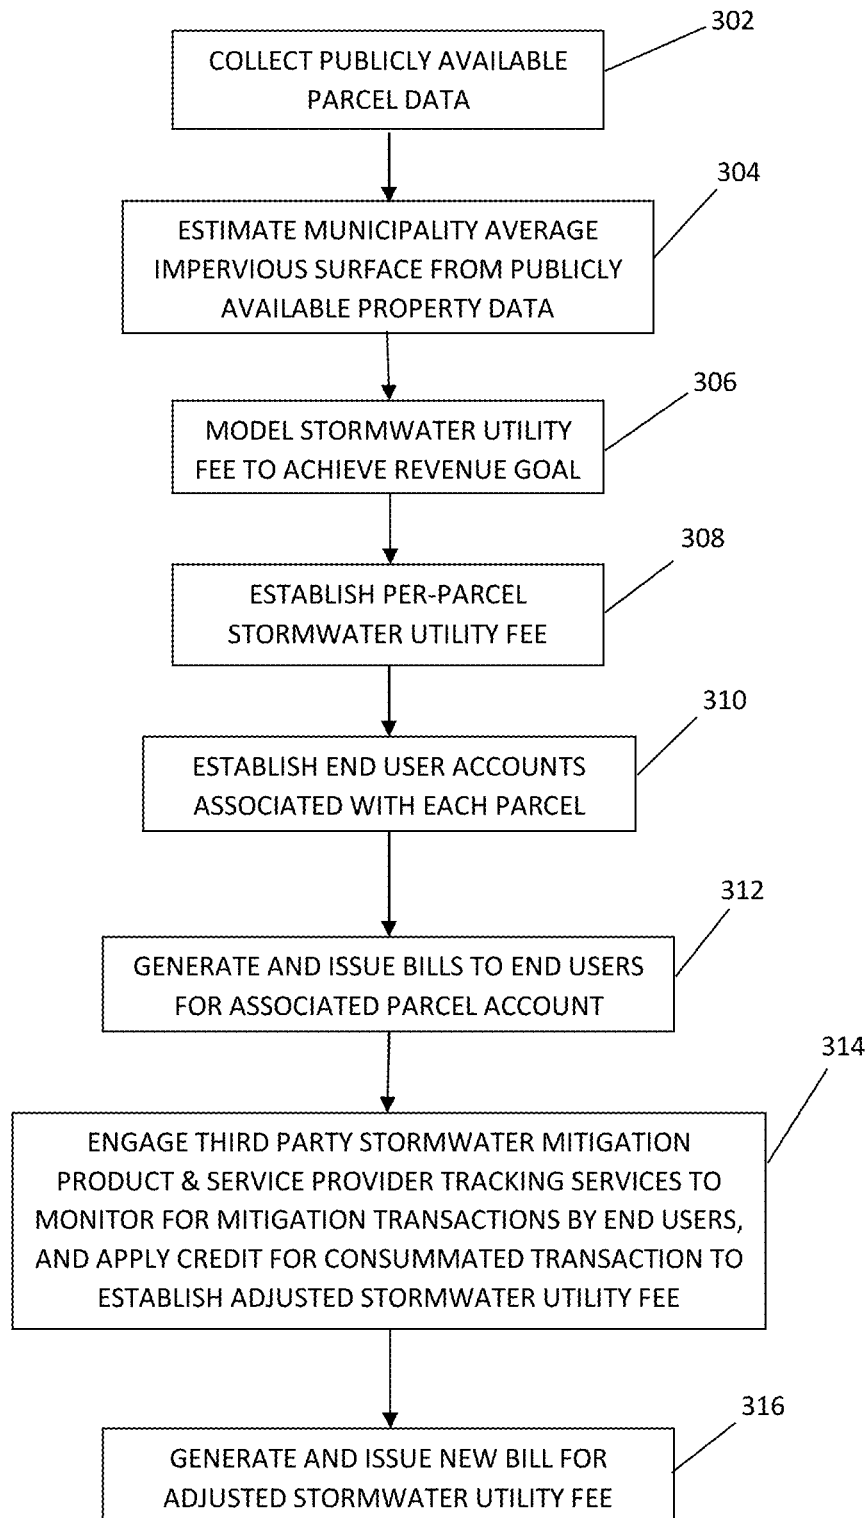 302
COLLECT PUBLICLY AVAILABLE
PARCEL DATA
304
ESTIMATE MUNICIPALITY AVERAGE
IMPERVIOUS SURFACE FROM PUBLICLY
AVAILABLE PROPERTY DATA
306
MODEL STORMWATER UTILITY
FEE TO ACHIEVE REVENUE GOAL
308
ESTABLISH PER-PARCEL
STORMWATER UTILITY FEE
310
ESTABLISH END USER ACCOUNTS
ASSOCIATED WITH EACH PARCEL
312
GENERATE AND ISSUE BILLS TO END USERS
FOR ASSOCIATED PARCEL ACCOUNT
314
ENGAGE THIRD PARTY STORMWATER MITIGATION
PRODUCT & SERVICE PROVIDER TRACKING SERVICES TO
MONITOR FOR MITIGATION TRANSACTIONS BY END USERS,
AND APPLY CREDIT FOR CONSUMMATED TRANSACTION TO
ESTABLISH ADJUSTED STORMWATER UTILITY FEE
316
GENERATE AND ISSUE NEW BILL FOR
ADJUSTED STORMWATER UTILITY FEE